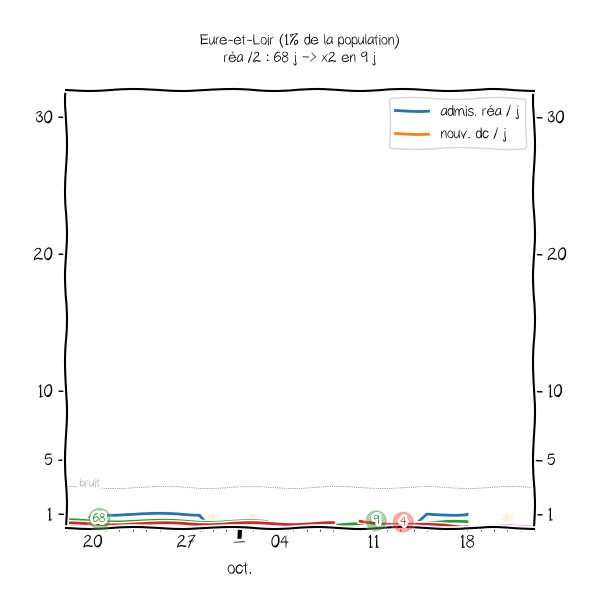 Eure-et-Loir (1% de la population)
réa /2 : 68 j -> x2 en 9 j
admis. réa / j
nouv. dc / j
30 30
20 20
10 10
5 5
bruit
1 68 9 4 1
20 27 04 11 18
oct.